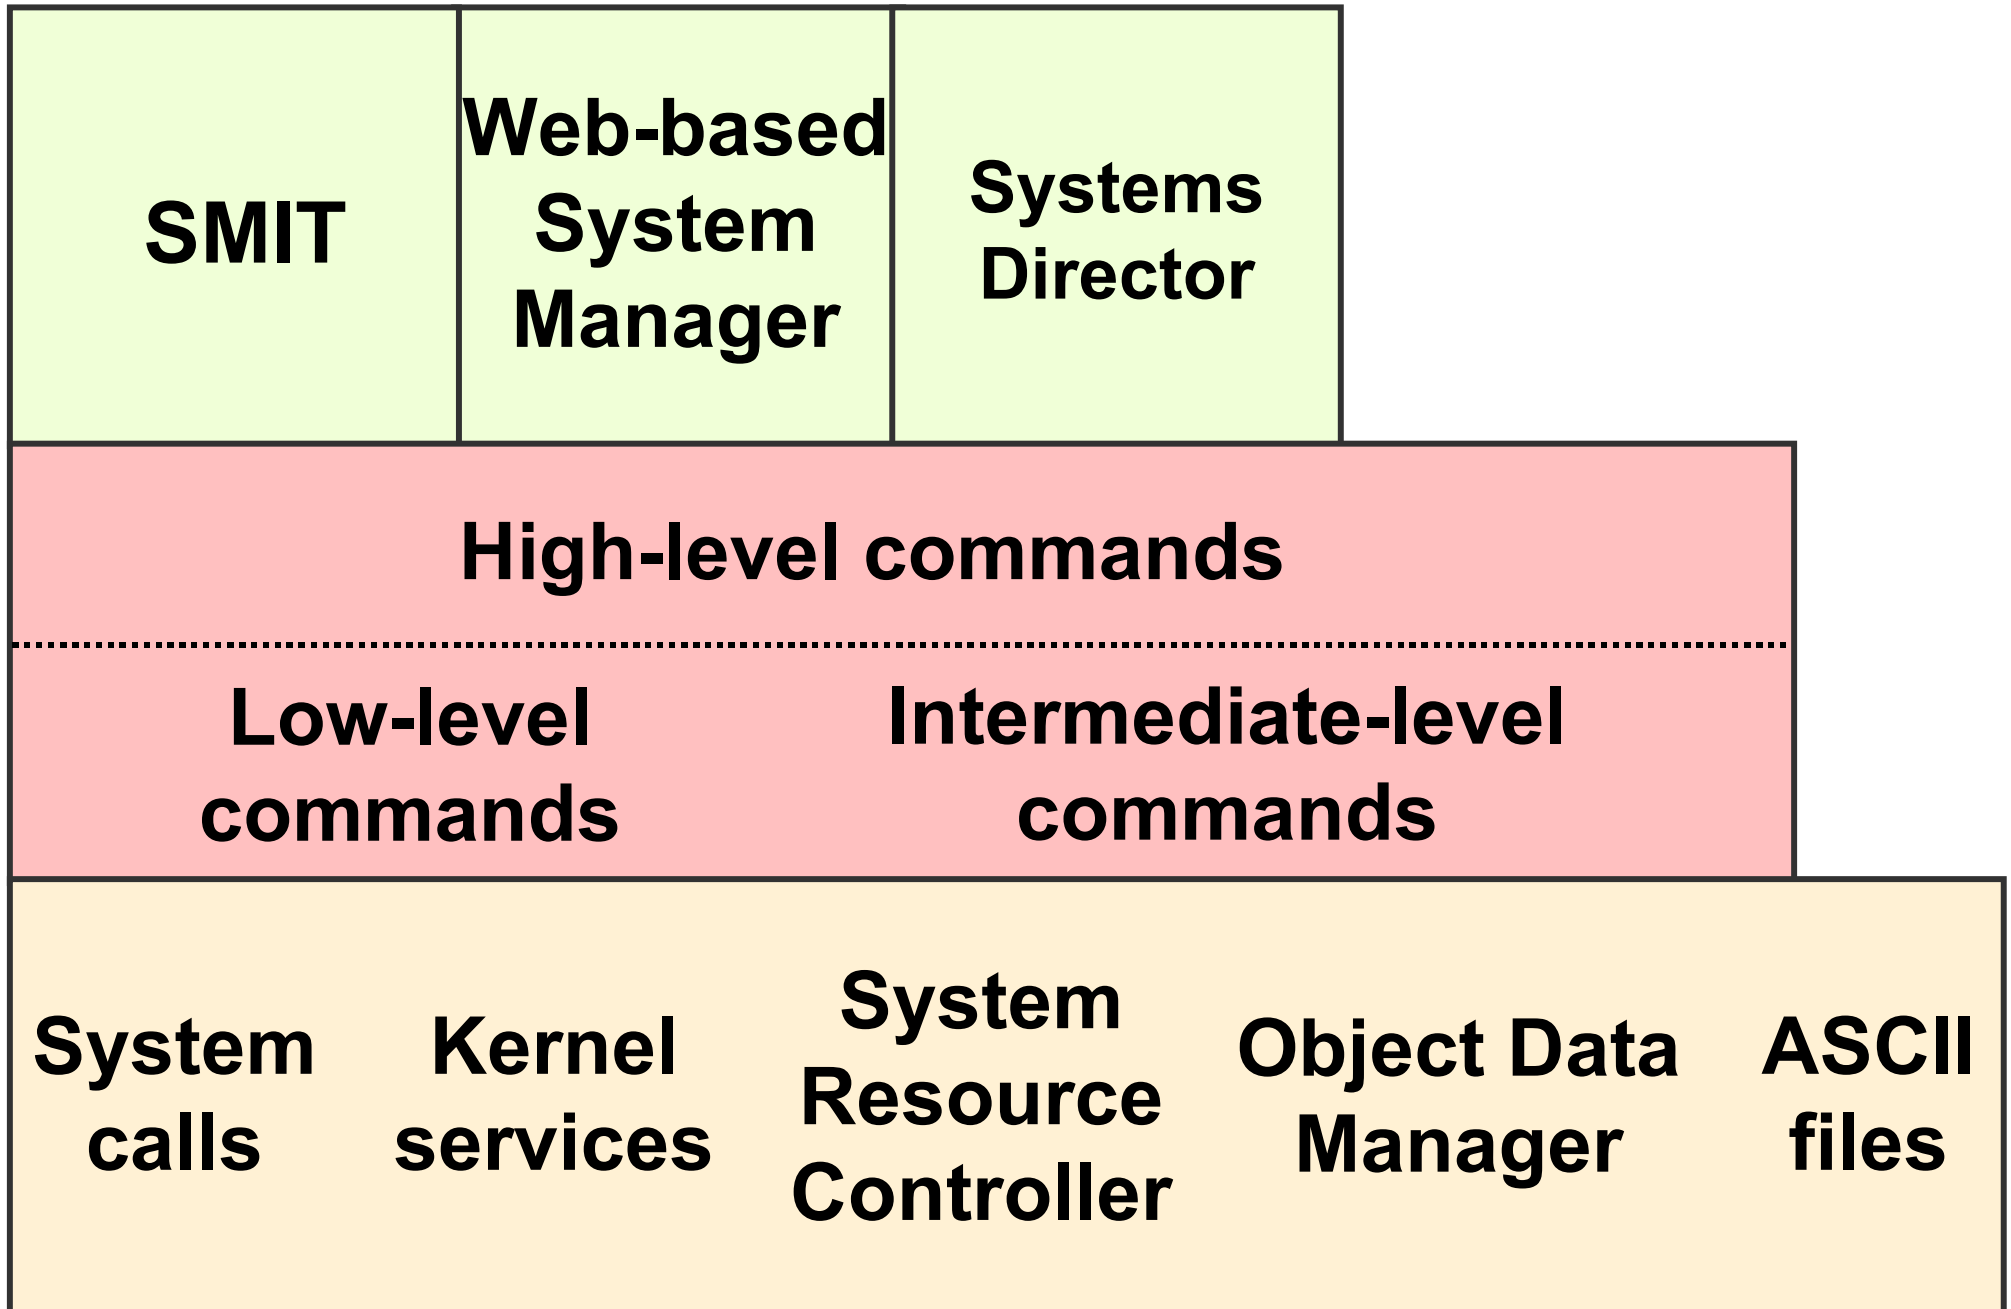 SMIT
Web-based
System
Manager
Systems
Director
High-level commands
Low-level
commands
Intermediate-level
commands
System
calls
Kernel
services
System
Resource
Controller
Object Data
Manager
ASCII
files